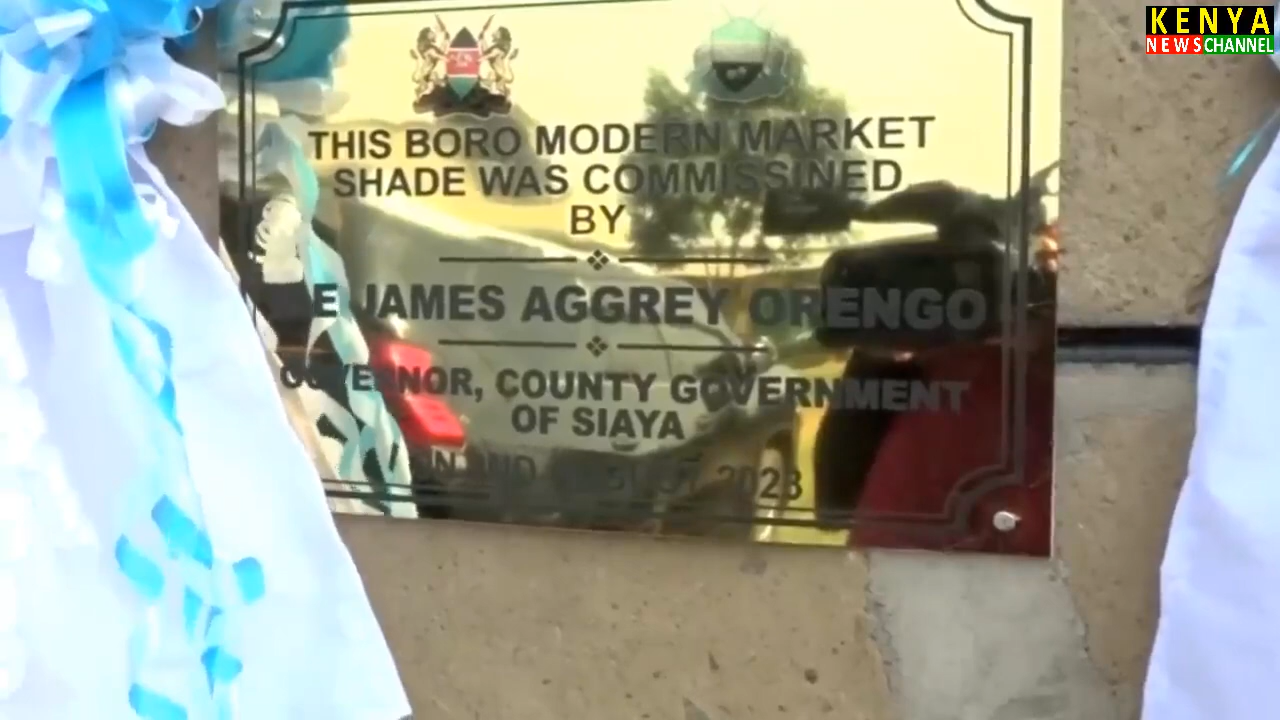 KENYA
NEWS CHANNEL
THIS BORO MODERN MARKET
SHADE WAS COMMISSINED
BY
JAMES AGGREY ORENGO
GOVERNOR, COUNTY GOVERNMENT
OF SIAYA
2023